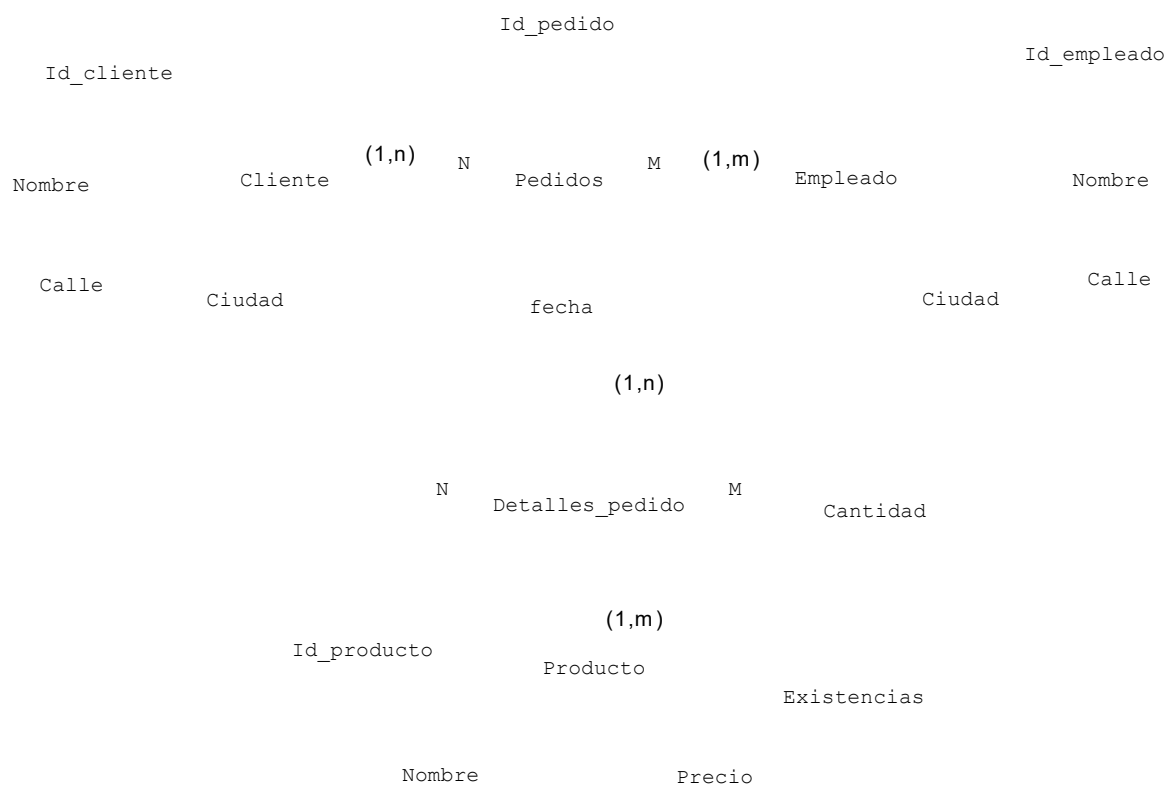 Id_pedido
Id_empleado
Id_cliente
(1,n)
N
M
(1,m)
Nombre
Cliente
Pedidos
Empleado
Nombre
Calle
Ciudad
fecha
Ciudad
Calle
(1,n)
N
Detalles_pedido
M
Cantidad
(1,m)
Id_producto
Producto
Existencias
Nombre
Precio